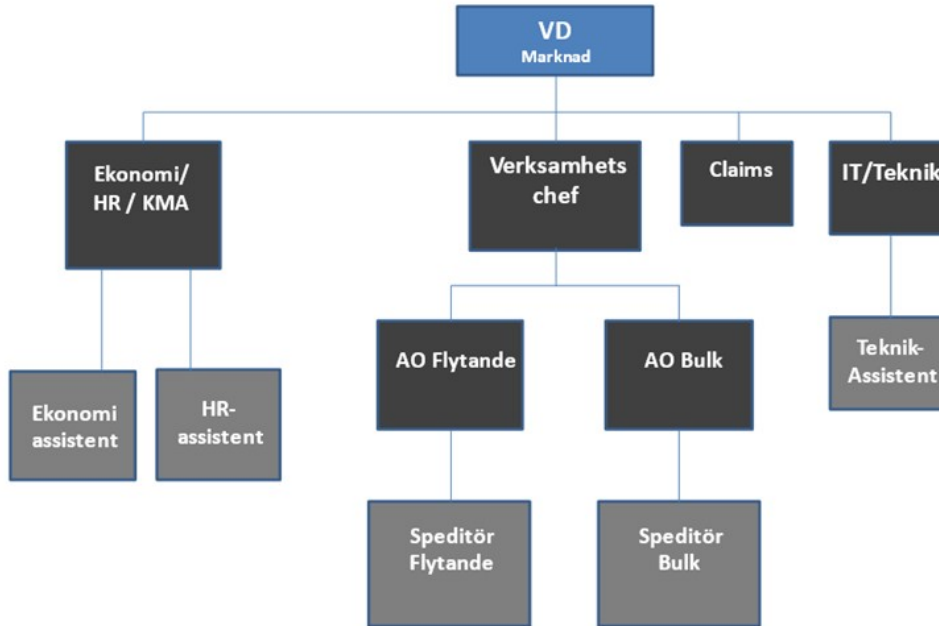 VD
Marknad
Ekonomi/
HR / KMA
Verksamhets
chef
Claims
IT/Teknik
AO Flytande
AO Bulk
Teknik-
Assistent
Ekonomi
assistent
HR-
assistent
Speditör
Flytande
Speditör
Bulk